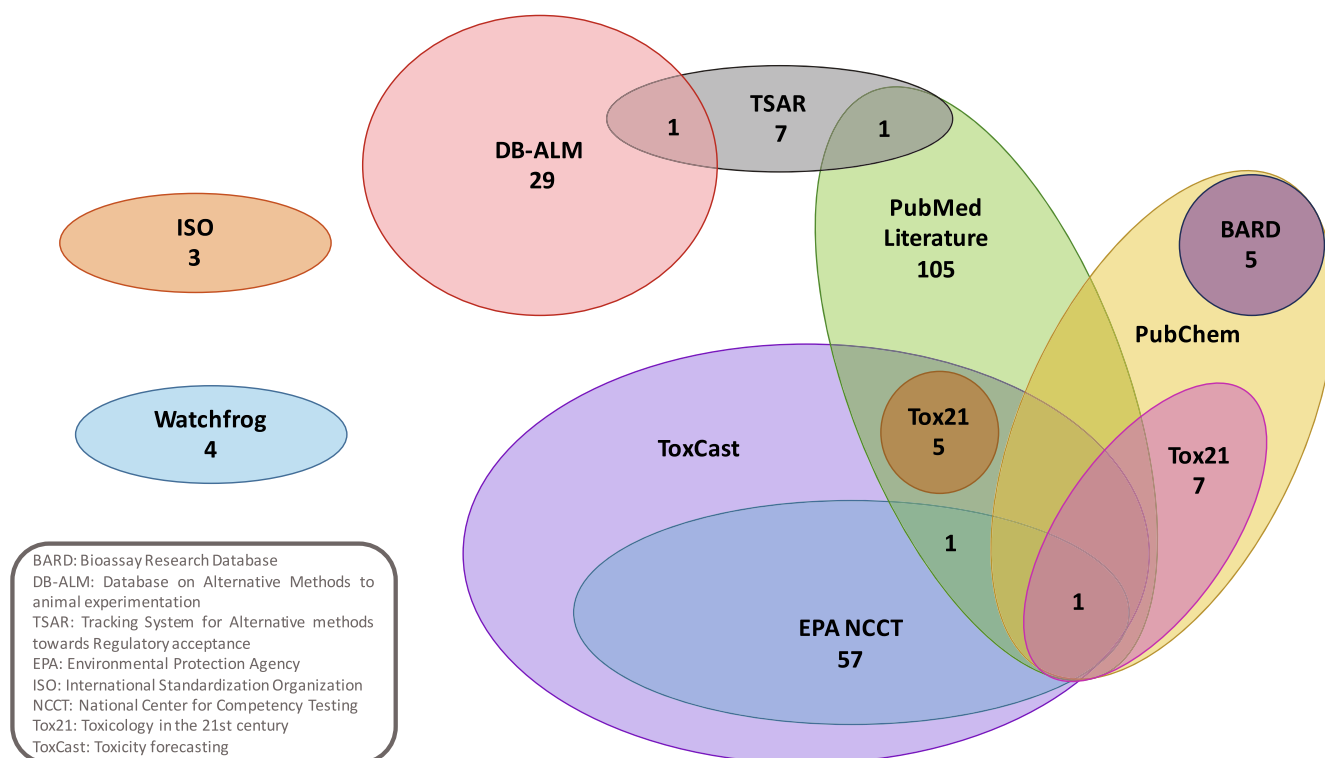 DB-ALM
29
1
TSAR
7
1
PubMed
Literature
105
ISO
3
BARD
5
PubChem
Watchfrog
4
ToxCast
Tox21
5
Tox21
7
1
1
EPA NCCT
57
BARD: Bioassay Research Database
DB-ALM: Database on Alternative Methods to
animal experimentation
TSAR: Tracking System for Alternative methods
towards Regulatory acceptance
EPA: Environmental Protection Agency
ISO: International Standardization Organization
NCCT: National Center for Competency Testing
Tox21: Toxicology in the 21st century
ToxCast: Toxicity forecasting